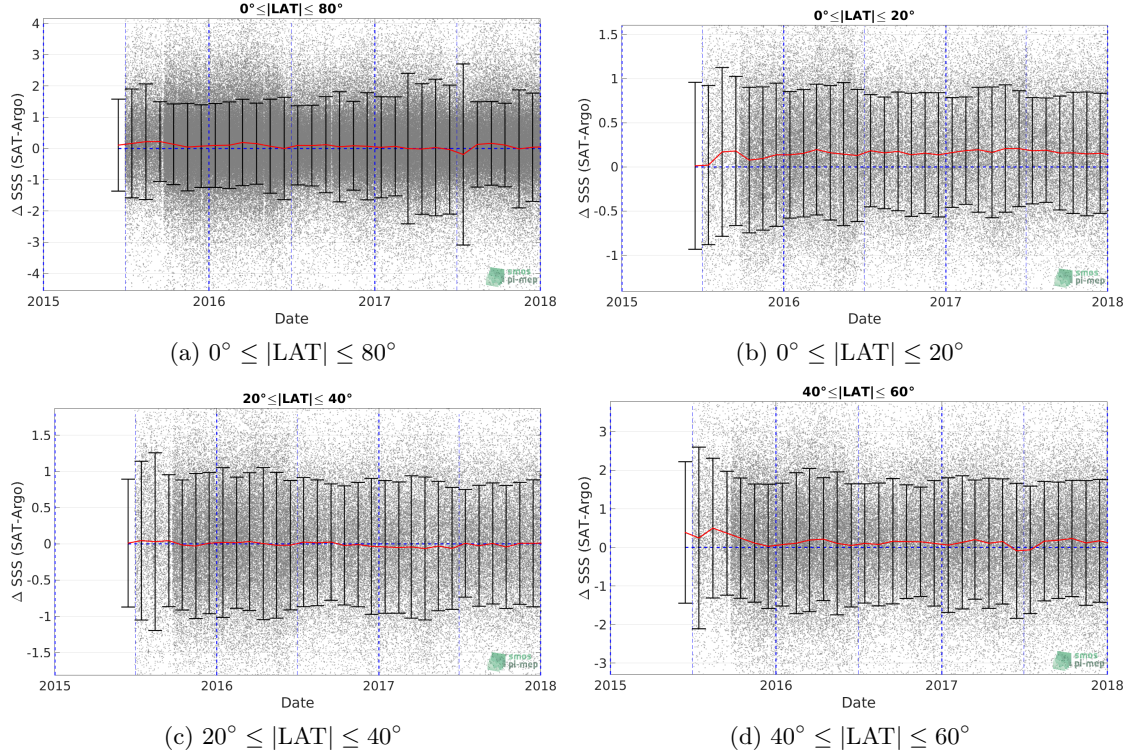 0°≤|LAT|≤ 80°
Δ SSS (SAT-Argo)
4
3
2
1
0
-1
-2
-3
-4
2015
2016
2017
2018
Date
smos
pi-mep
(a) 0° ≤ |LAT| ≤ 80°
0°≤|LAT|≤ 20°
Δ SSS (SAT-Argo)
1.5
1
0.5
0
-0.5
-1
2015
2016
2017
2018
Date
smos
pi-mep
(b) 0° ≤ |LAT| ≤ 20°
20°≤|LAT|≤ 40°
Δ SSS (SAT-Argo)
1.5
1
0.5
0
-0.5
-1
-1.5
2015
2016
2017
2018
Date
smos
pi-mep
(c) 20° ≤ |LAT| ≤ 40°
40°≤|LAT|≤ 60°
Δ SSS (SAT-Argo)
3
2
1
0
-1
-2
-3
2015
2016
2017
2018
Date
smos
pi-mep
(d) 40° ≤ |LAT| ≤ 60°